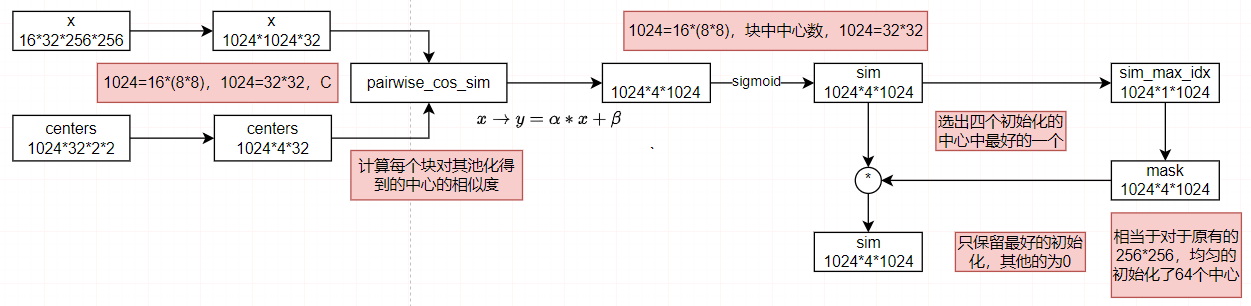 x
16*32*256*256
x
1024*1024*32
1024=16*(8*8)，1024=32*32，C
centers
1024*32*2*2
centers
1024*4*32
pairwise_cos_sim
x → y = α * x + β
计算每个块对其池化得
到的中心的相似度
1024=16*(8*8)，块中中心数，1024=32*32
1024*4*1024
sigmoid
sim
1024*4*1024
sim_max_idx
1024*1*1024
选出四个初始化的
中心中最好的一个
mask
1024*4*1024
*
sim
1024*4*1024
只保留最好的初始
化，其他的为0
相当于对于原有的
256*256，均匀的
初始化了64个中心